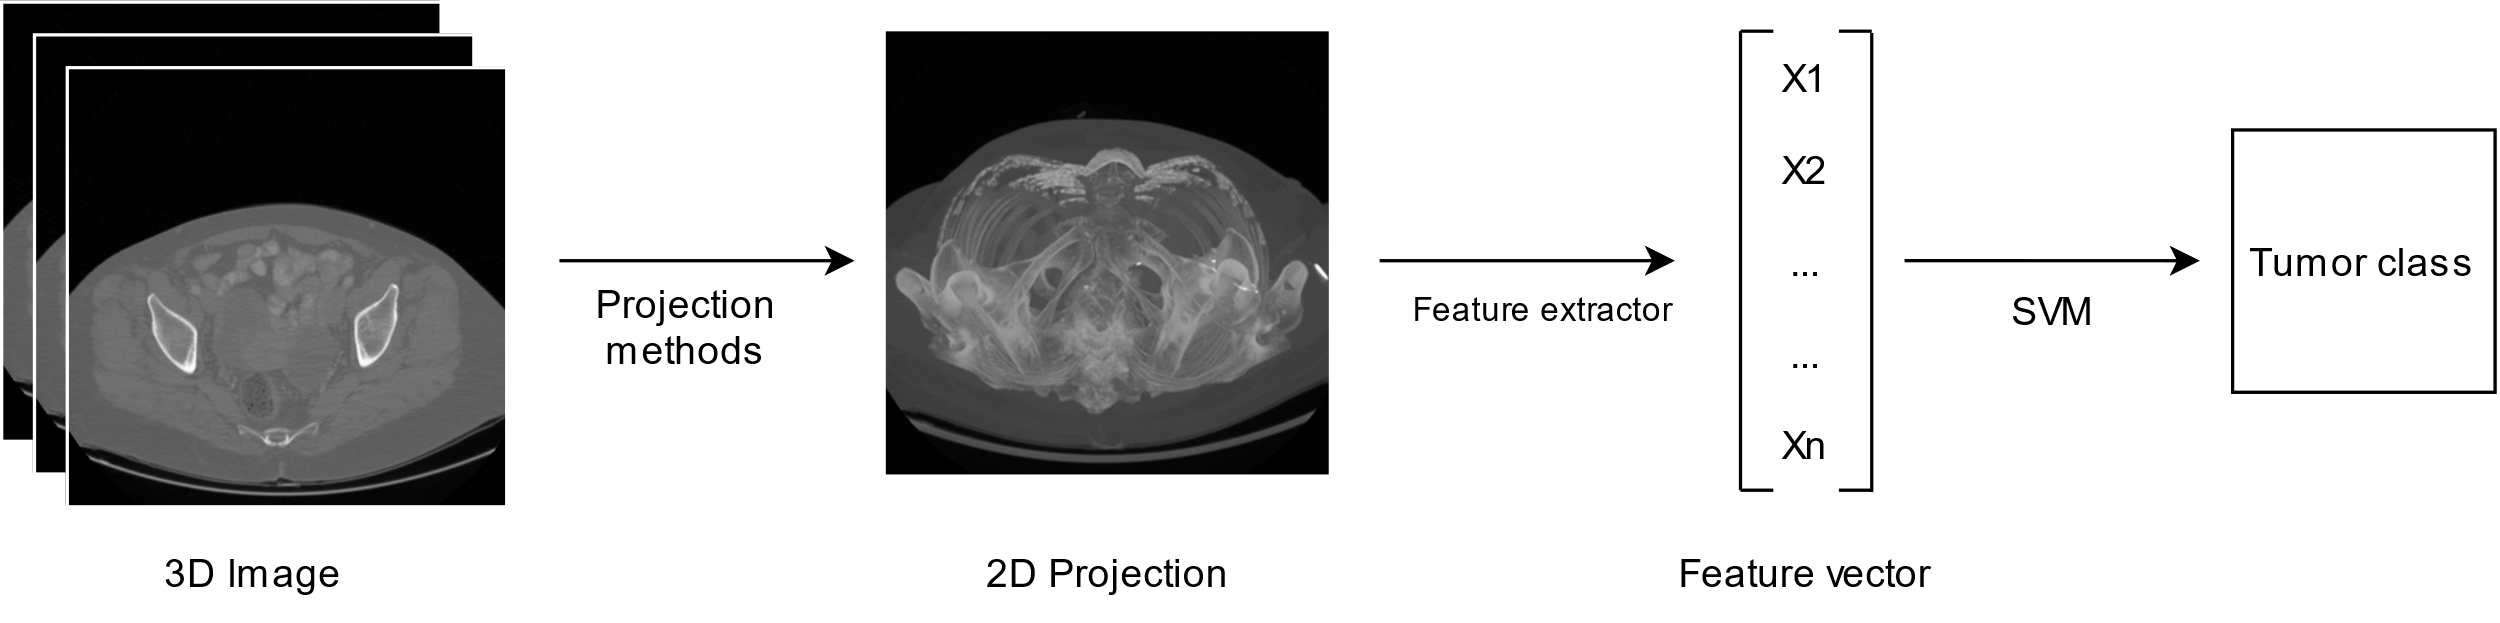 Projection
methods
Feature extractor
X1
X2
...
...
Xn
SVM
Tumor class
3D Image
2D Projection
Feature vector